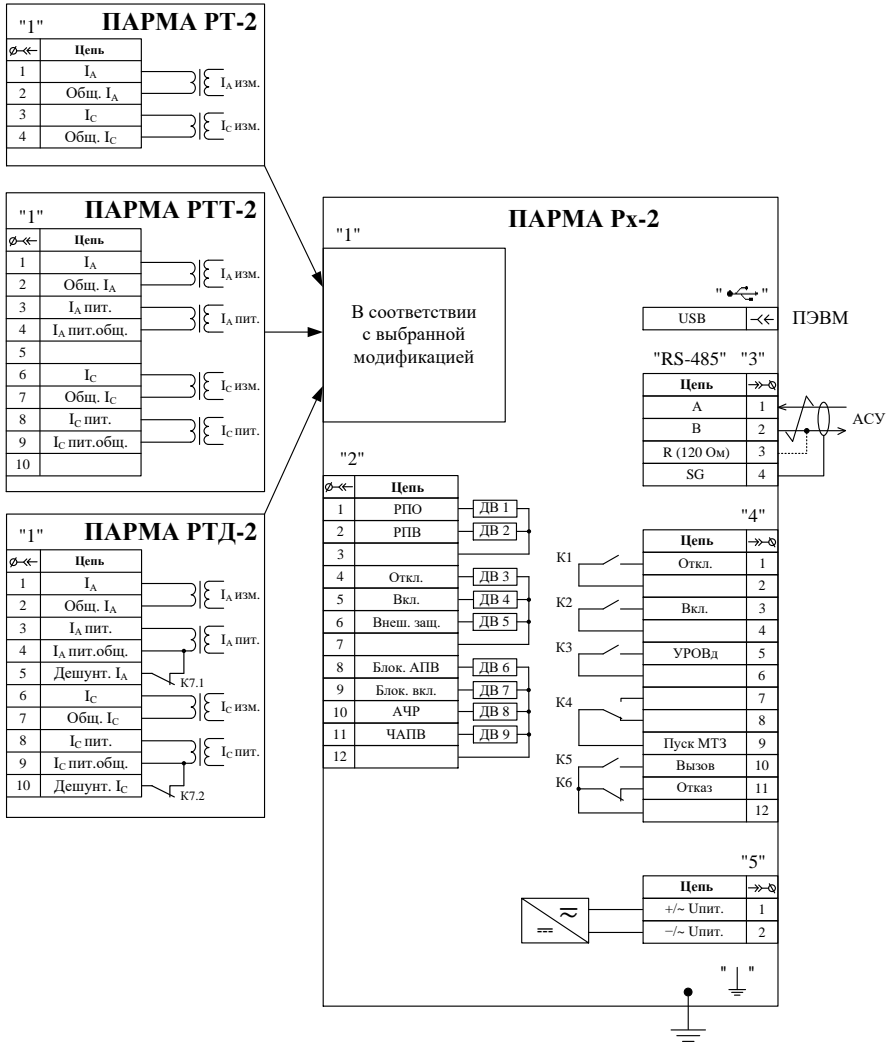 "1" ПАРМА РТ-2
Цепь
1 IA
2 Общ. IA
3 IC
4 Общ. IC
IA изм.
IC изм.
"1" ПАРМА РТТ-2
Цепь
1 IA
2 Общ. IA
3 IA пит.
4 IA пит.общ.
5
6 IC
7 Общ. IC
8 IC пит.
9 IC пит.общ.
10
IA изм.
IA пит.
IC изм.
IC пит.
"1" ПАРМА РТД-2
Цепь
1 IA
2 Общ. IA
3 IA пит.
4 IA пит.общ.
5 Дешунт. IA
6 IC
7 Общ. IC
8 IC пит.
9 IC пит.общ.
10 Дешунт. IC
IA изм.
IA пит.
К7.1
IC изм.
IC пит.
К7.2
ПАРМА Рх-2
"1"
В соответствии
с выбранной
модификацией
"2"
Цепь
1 РПО ДВ 1
2 РПВ ДВ 2
3
4 Откл. ДВ 3
5 Вкл. ДВ 4
6 Внеш. защ. ДВ 5
7
8 Блок. АПВ ДВ 6
9 Блок. вкл. ДВ 7
10 АЧР ДВ 8
11 ЧАПВ ДВ 9
12
" "
USB ПЭВМ
"RS-485" "3"
Цепь
A 1
B 2
R (120 Ом) 3
SG 4
АСУ
"4"
Цепь
К1 Откл. 1
2
К2 Вкл. 3
4
К3 УРОВд 5
6
К4 7
8
Пуск МТЗ 9
К5 Вызов 10
К6 Отказ 11
12
"5"
Цепь
+/~ Uпит. 1
−/~ Uпит. 2
" "